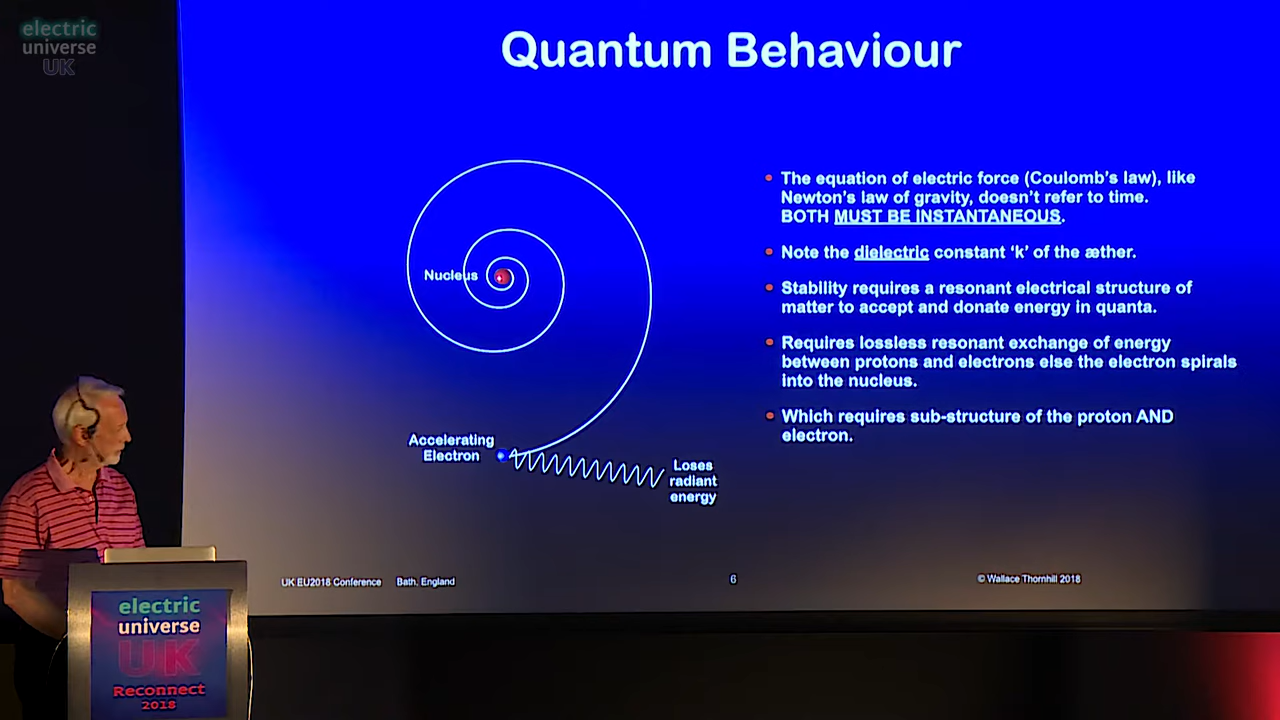 electric
universe
UK
Quantum Behaviour
Nucleus
Accelerating
Electron
Loses
radiant
energy
• The equation of electric force (Coulomb's law), like
Newton's law of gravity, doesn't refer to time.
BOTH MUST BE INSTANTANEOUS.
• Note the dielectric constant ‘k’ of the æther.
• Stability requires a resonant electrical structure of
matter to accept and donate energy in quanta.
• Requires lossless resonant exchange of energy
between protons and electrons else the electron spirals
into the nucleus.
• Which requires sub-structure of the proton AND
electron.
UK EU2018 Conference Bath, England
6
© Wallace Thornhill 2018
electric
universe
UK
Reconnect
2018